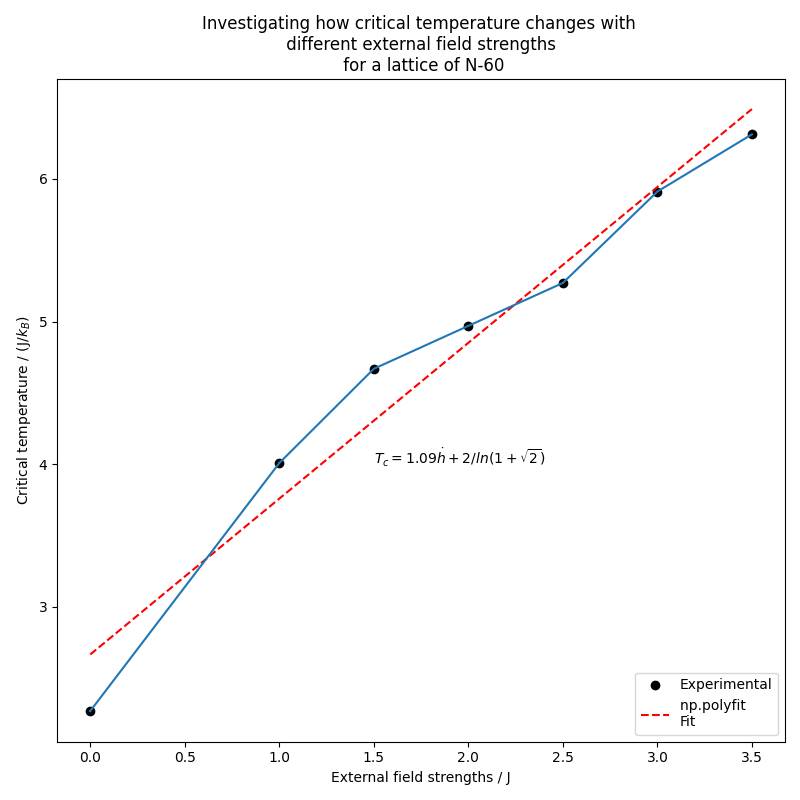 Investigating how critical temperature changes with
different external field strengths
for a lattice of N-60
Critical temperature / (J/k_B)
6
5
4
3
T_c = 1.09ḣ + 2/ln(1 + √2)
Experimental
np.polyfit
Fit
0.0 0.5 1.0 1.5 2.0 2.5 3.0 3.5
External field strengths / J